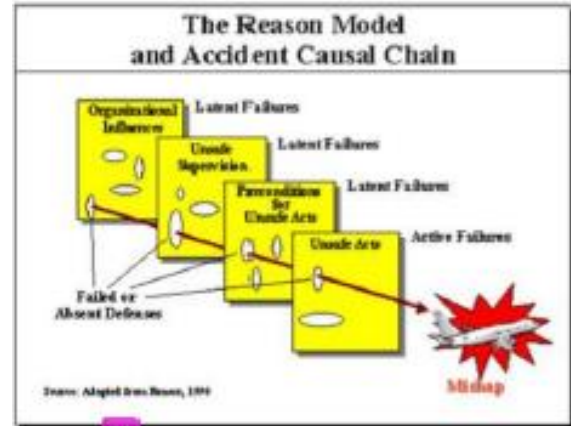 The Reason Model
and Accident Causal Chain
Organizational
Influences
Latent Failures
Unsafe
Supervision
Latent Failures
Preconditions
for
Unsafe Acts
Latent Failures
Unsafe Acts
Active Failures
Failed or
Absent Defenses
Mishap
Source: Adapted from Reason, 1990